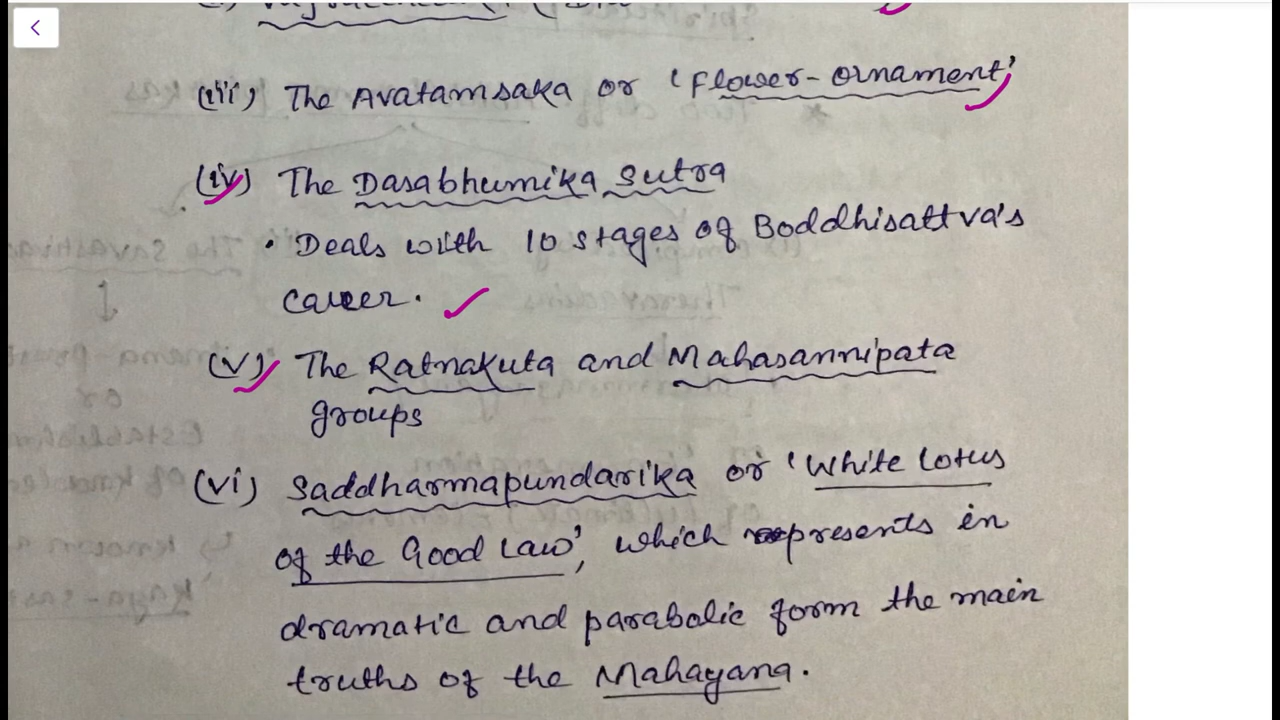 (iii) The Avatamsaka or 'Flower-ornament'
(iv) The Dasabhumika Sutra
• Deals with 10 stages of Boddhisattva's
career.
(v) The Ratnakuta and Mahasannipata
groups
(vi) Saddharmapundarika or 'White Lotus
of the Good Law', which represents in
dramatic and parabolic form the main
truths of the Mahayana.